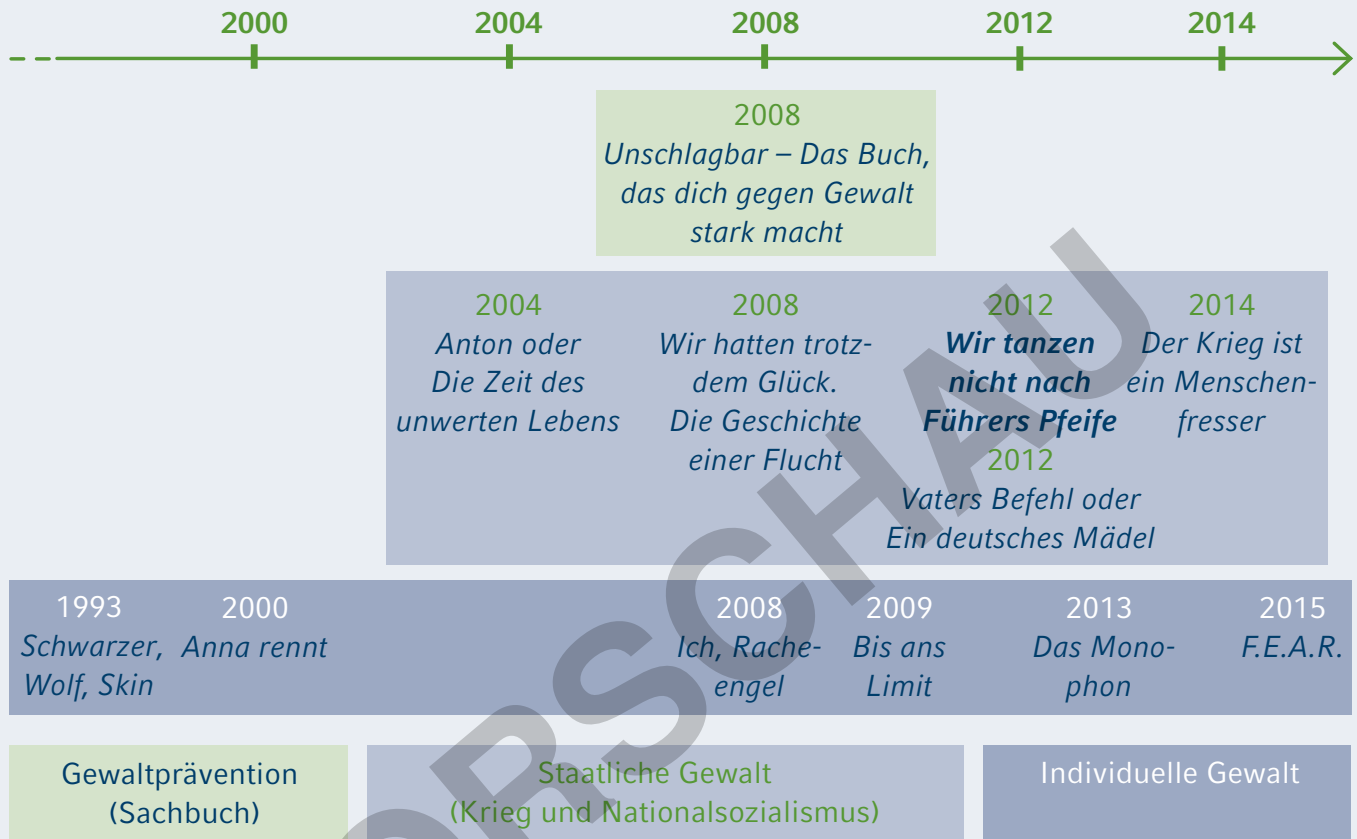 2000 2004 2008 2012 2014
2008
Unschlagbar – Das Buch,
das dich gegen Gewalt
stark macht
2004
Anton oder
Die Zeit des
unwerten Lebens
2008
Wir hatten trotz-
dem Glück.
Die Geschichte
einer Flucht
2012
Wir tanzen
nicht nach
Führers Pfeife
2012
Vaters Befehl oder
Ein deutsches Mädel
2014
Der Krieg ist
ein Menschen-
fresser
1993
Schwarzer,
Wolf, Skin
2000
Anna rennt
2008
Ich, Rache-
engel
2009
Bis ans
Limit
2013
Das Mono-
phon
2015
F.E.A.R.
Gewaltprävention
(Sachbuch)
Staatliche Gewalt
(Krieg und Nationalsozialismus)
Individuelle Gewalt
VORSCHAU